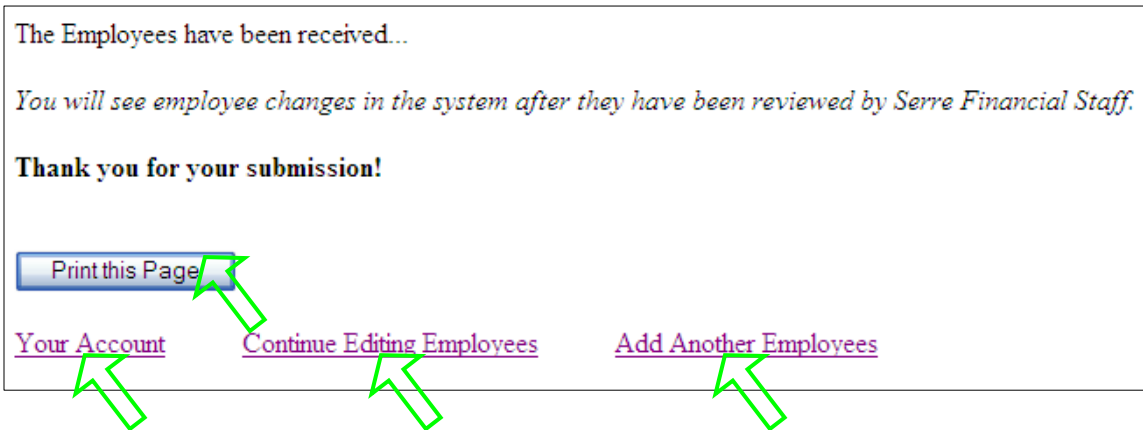 The Employees have been received...
You will see employee changes in the system after they have been reviewed by Serre Financial Staff.
Thank you for your submission!
Print this Page
Your Account Continue Editing Employees Add Another Employees